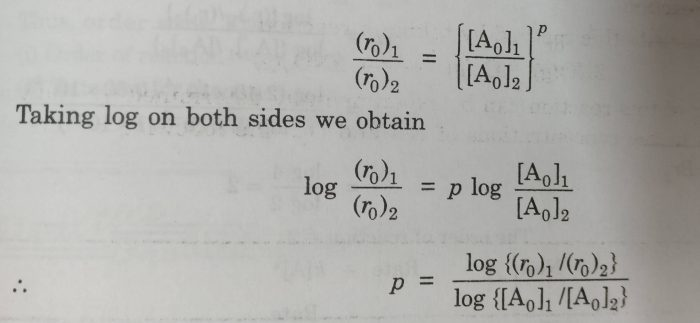 (r₀)₁ / (r₀)₂ = { [A₀]₁ / [A₀]₂ }ᵖ
Taking log on both sides we obtain
log (r₀)₁ / (r₀)₂ = p log [A₀]₁ / [A₀]₂
∴ p = log {(r₀)₁ /(r₀)₂} / log {[A₀]₁ /[A₀]₂}